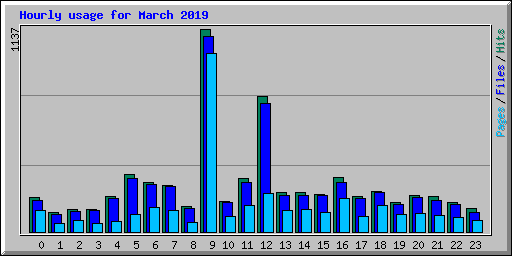 Hourly usage for March 2019
1137
Pages / Files / Hits
0 1 2 3 4 5 6 7 8 9 10 11 12 13 14 15 16 17 18 19 20 21 22 23